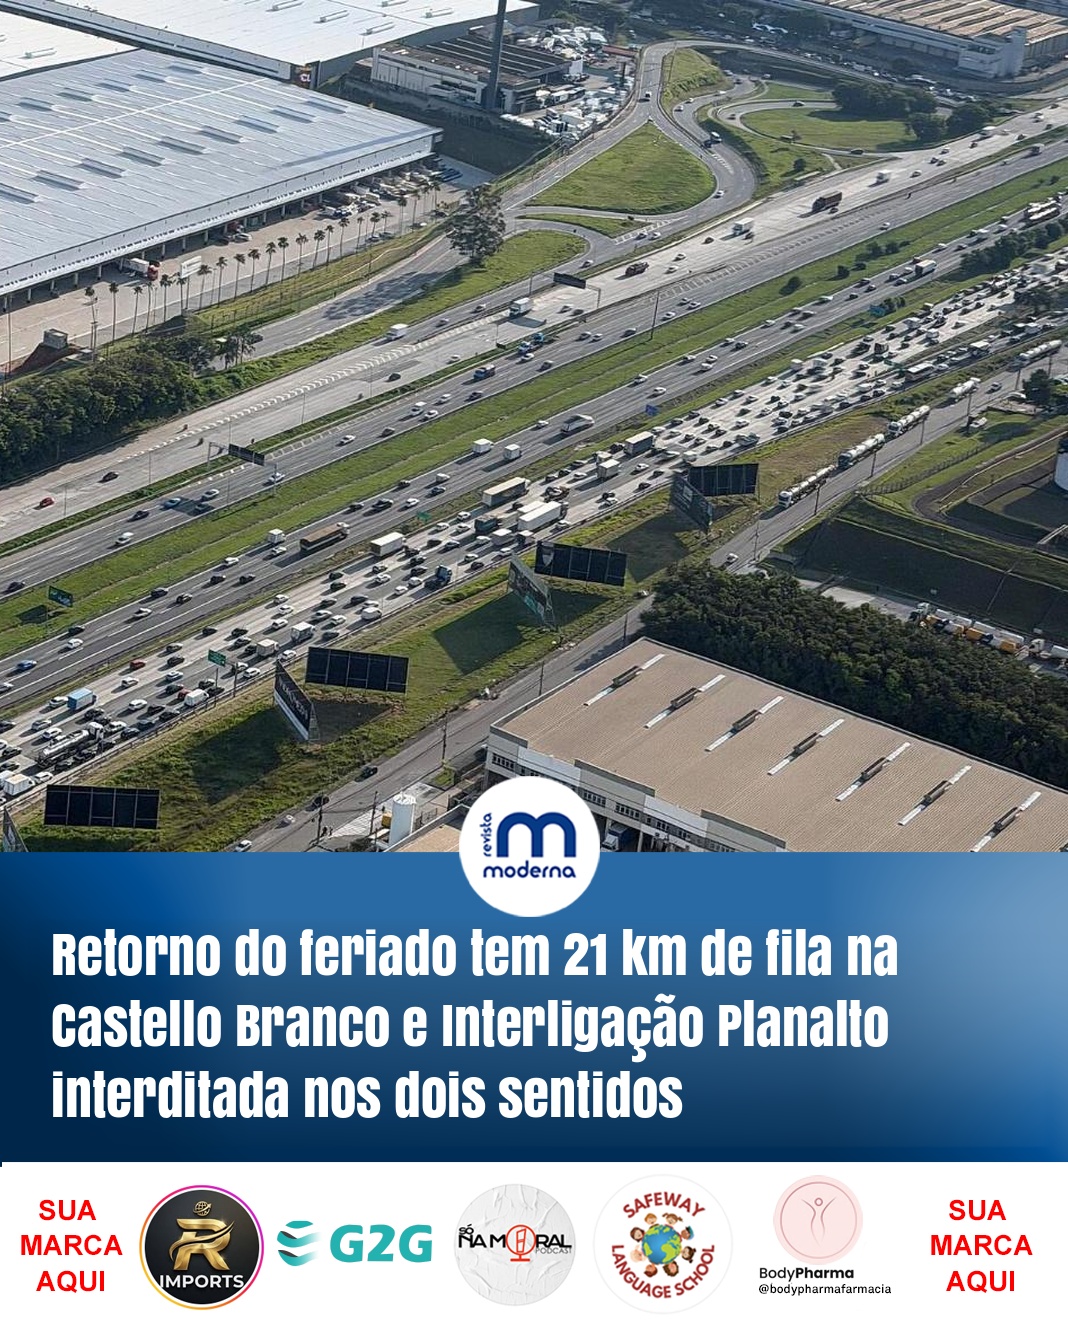 revista
m
moderna
Retorno do feriado tem 21 km de fila na
Castello Branco e Interligação Planalto
interditada nos dois sentidos
SUA
MARCA
AQUI
R
IMPORTS
G2G
SÓ
NA MORAL
PODCAST
SAFEWAY
LANGUAGE SCHOOL
BodyPharma
@bodypharmafarmacia
SUA
MARCA
AQUI